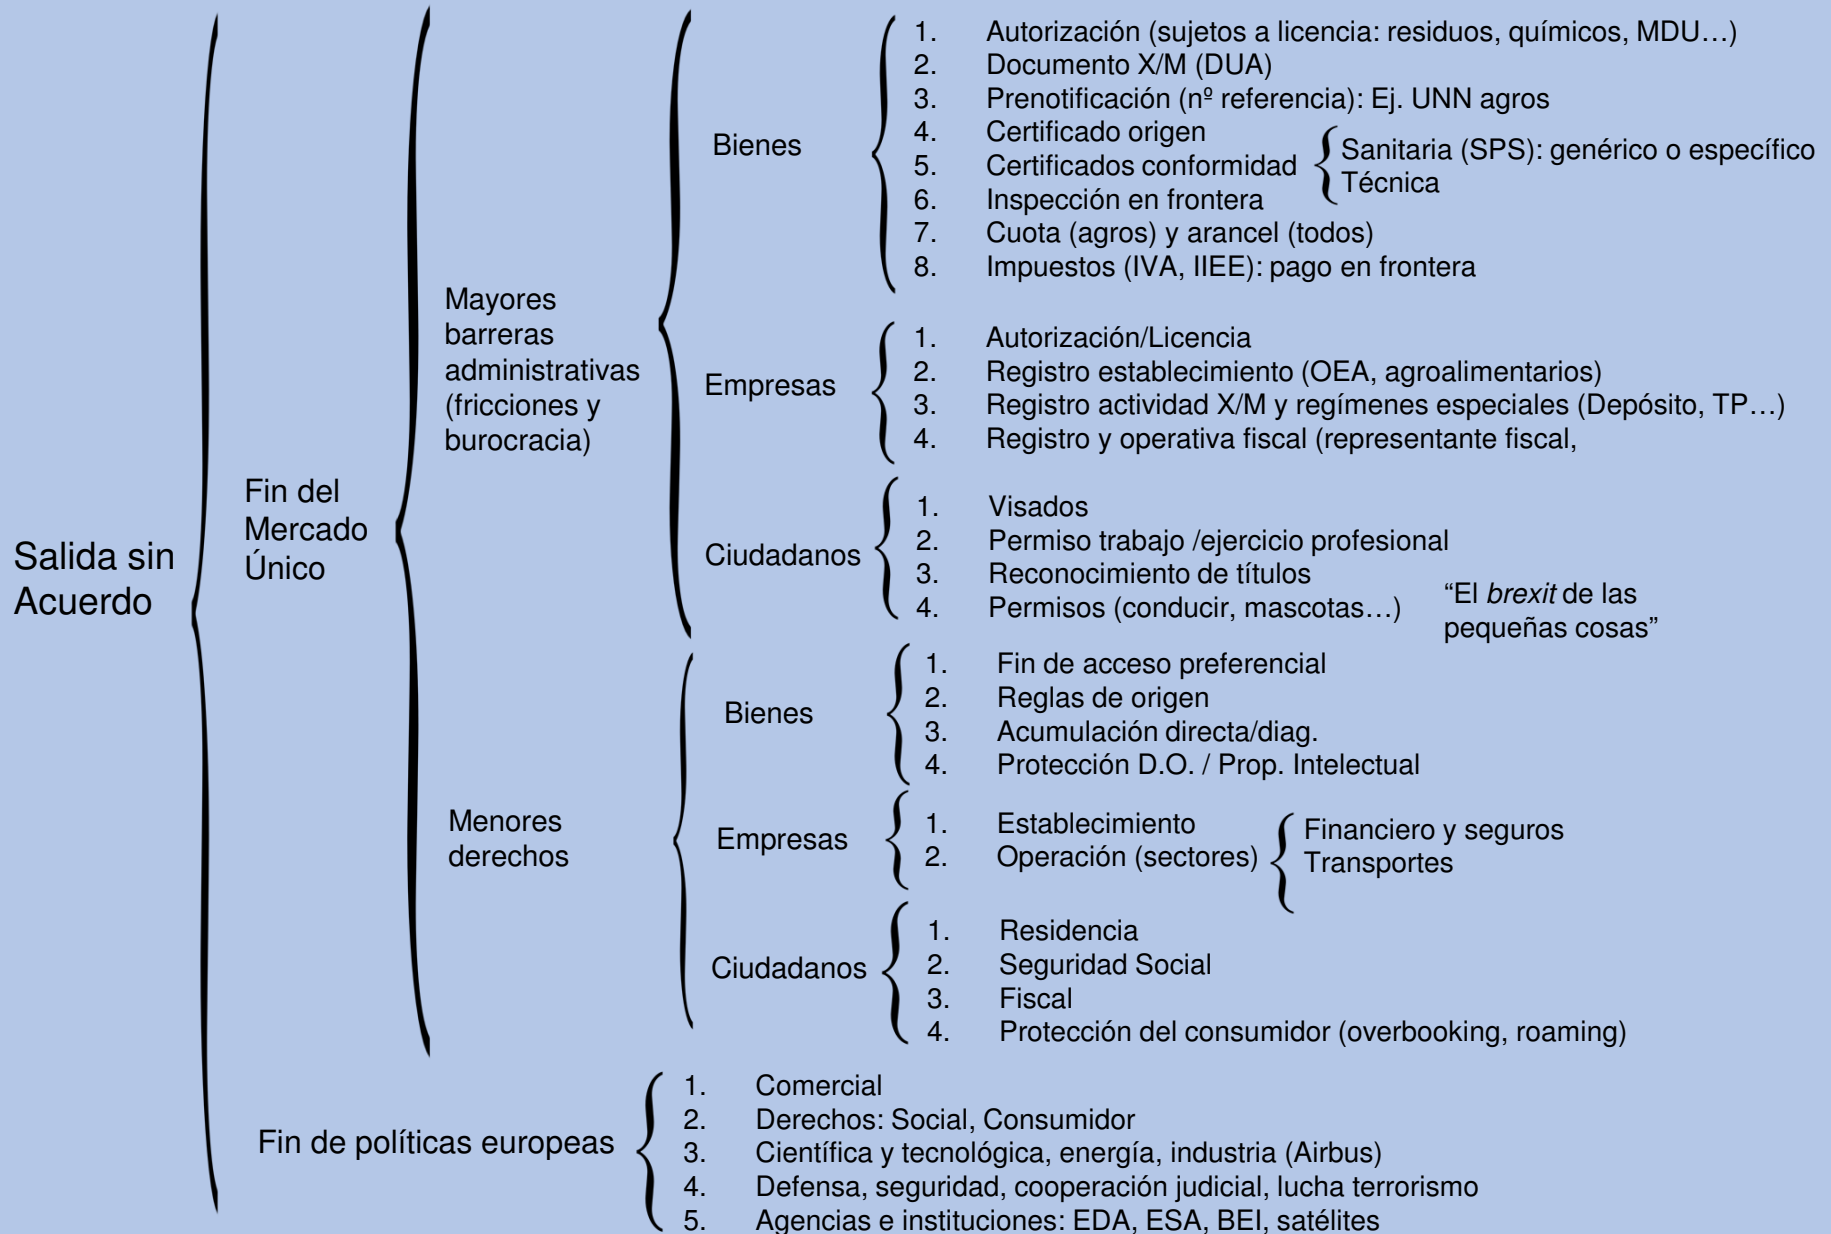 Salida sin
Acuerdo
Fin del
Mercado
Único
Mayores
barreras
administrativas
(fricciones y
burocracia)
Bienes
1. Autorización (sujetos a licencia: residuos, químicos, MDU…)
2. Documento X/M (DUA)
3. Prenotificación (nº referencia): Ej. UNN agros
4. Certificado origen
5. Certificados conformidad
Sanitaria (SPS): genérico o específico
Técnica
6. Inspección en frontera
7. Cuota (agros) y arancel (todos)
8. Impuestos (IVA, IIEE): pago en frontera
Empresas
1. Autorización/Licencia
2. Registro establecimiento (OEA, agroalimentarios)
3. Registro actividad X/M y regímenes especiales (Depósito, TP…)
4. Registro y operativa fiscal (representante fiscal,
Ciudadanos
1. Visados
2. Permiso trabajo /ejercicio profesional
3. Reconocimiento de títulos
4. Permisos (conducir, mascotas…)
“El brexit de las
pequeñas cosas”
Menores
derechos
Bienes
1. Fin de acceso preferencial
2. Reglas de origen
3. Acumulación directa/diag.
4. Protección D.O. / Prop. Intelectual
Empresas
1. Establecimiento
2. Operación (sectores)
Financiero y seguros
Transportes
Ciudadanos
1. Residencia
2. Seguridad Social
3. Fiscal
4. Protección del consumidor (overbooking, roaming)
Fin de políticas europeas
1. Comercial
2. Derechos: Social, Consumidor
3. Científica y tecnológica, energía, industria (Airbus)
4. Defensa, seguridad, cooperación judicial, lucha terrorismo
5. Agencias e instituciones: EDA, ESA, BEI, satélites